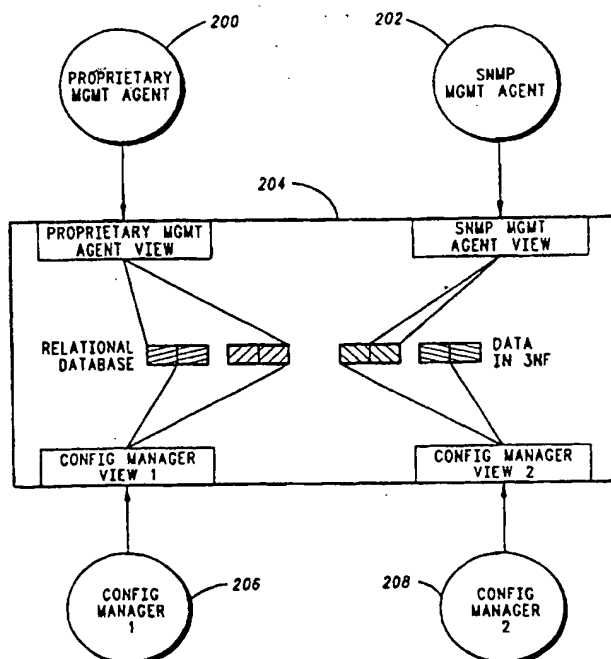 200
202
PROPRIETARY
MGMT AGENT
SNMP
MGMT AGENT
204
PROPRIETARY MGMT
AGENT VIEW
SNMP MGMT
AGENT VIEW
RELATIONAL
DATABASE
DATA
IN 3NF
CONFIG MANAGER
VIEW 1
CONFIG MANAGER
VIEW 2
206
208
CONFIG
MANAGER
1
CONFIG
MANAGER
2